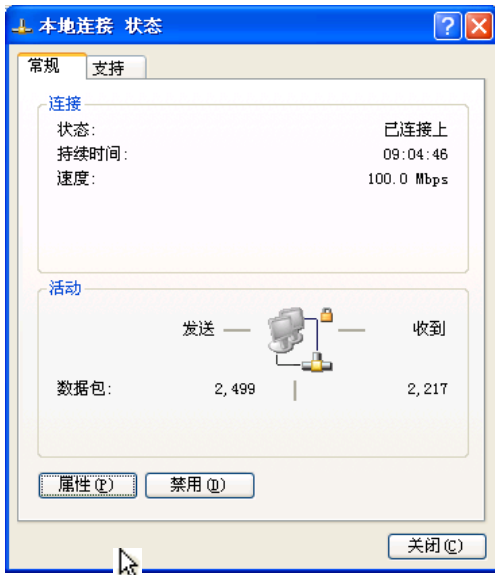 本地连接 状态
常规 支持
连接
状态: 已连接上
持续时间: 09:04:46
速度: 100.0 Mbps
活动
发送 — — 收到
数据包: 2,499 | 2,217
属性(P) 禁用(D)
关闭(C)